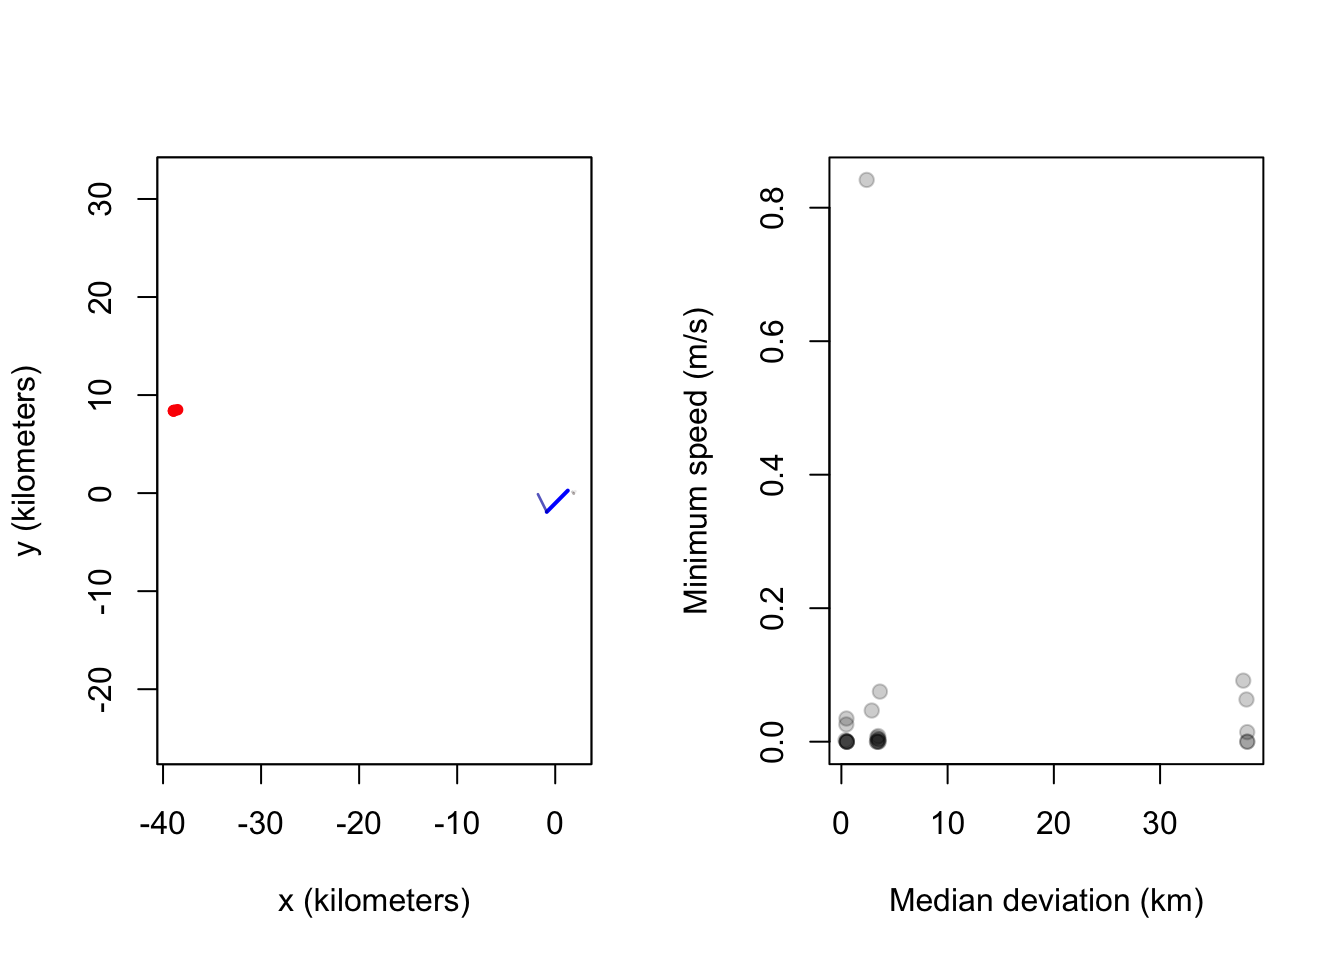 30
20
10
0
-10
-20
y (kilometers)
-40 -30 -20 -10 0
x (kilometers)
0.8
0.6
0.4
0.2
0.0
Minimum speed (m/s)
0 10 20 30
Median deviation (km)